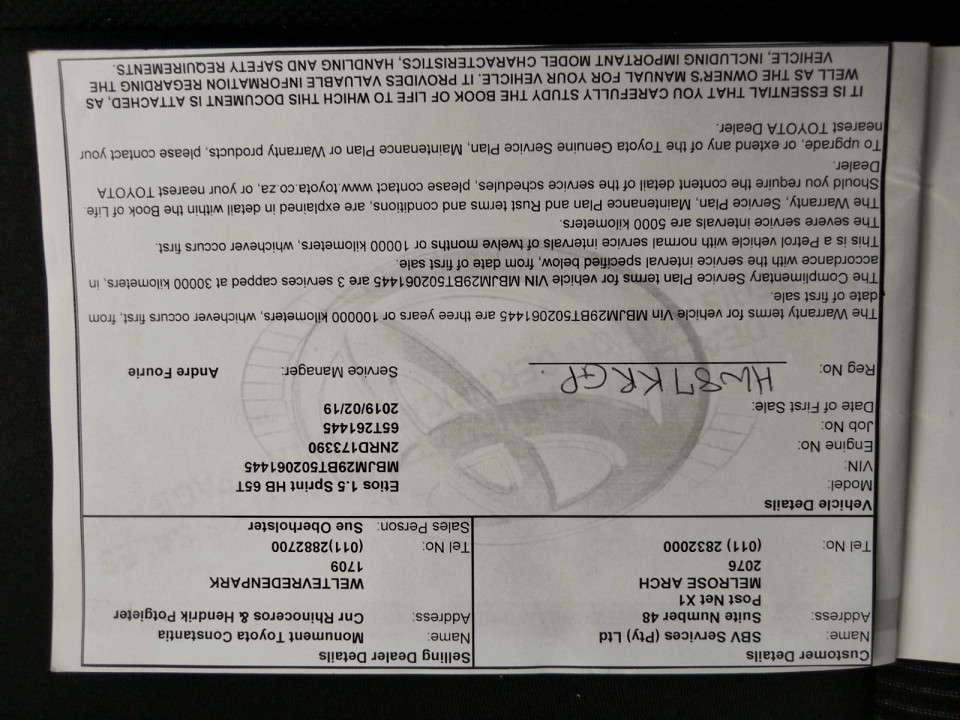 Customer Details
Name: SBV Services (Pty) Ltd
Address: Suite Number 48
Post Net X1
MELROSE ARCH
2076
Tel No: (011) 2832000
Selling Dealer Details
Name: Monument Toyota Constantia
Address: Cnr Rhinoceros & Hendrik Potgieter
WELTEVREDENPARK
1709
Tel No: (011)2882700
Sales Person: Sue Oberholster
Vehicle Details
Model: Etios 1.5 Sprint HB 65T
VIN: MBJM29BT502061445
Engine No: 2NRD173390
Job No: 65T261445
Date of First Sale: 2019/02/19
Reg No: HW87KRGP Service Manager: Andre Fourie
The Warranty terms for vehicle Vin MBJM29BT502061445 are three years or 100000 kilometers, whichever occurs first, from
date of first sale.
The Complimentary Service Plan terms for vehicle VIN MBJM29BT502061445 are 3 services capped at 30000 kilometers, in
accordance with the service interval specified below, from date of first sale.
This is a Petrol vehicle with normal service intervals of twelve months or 10000 kilometers, whichever occurs first.
The severe service intervals are 5000 kilometers.
The Warranty, Service Plan, Maintenance Plan and Rust terms and conditions, are explained in detail within the Book of Life.
Should you require the content detail of the service schedules, please contact www.toyota.co.za, or your nearest TOYOTA
Dealer.
To upgrade, or extend any of the Toyota Genuine Service Plan, Maintenance Plan or Warranty products, please contact your
nearest TOYOTA Dealer.
IT IS ESSENTIAL THAT YOU CAREFULLY STUDY THE BOOK OF LIFE TO WHICH THIS DOCUMENT IS ATTACHED, AS
WELL AS THE OWNER'S MANUAL FOR YOUR VEHICLE. IT PROVIDES VALUABLE INFORMATION REGARDING THE
VEHICLE, INCLUDING IMPORTANT MODEL CHARACTERISTICS, HANDLING AND SAFETY REQUIREMENTS.